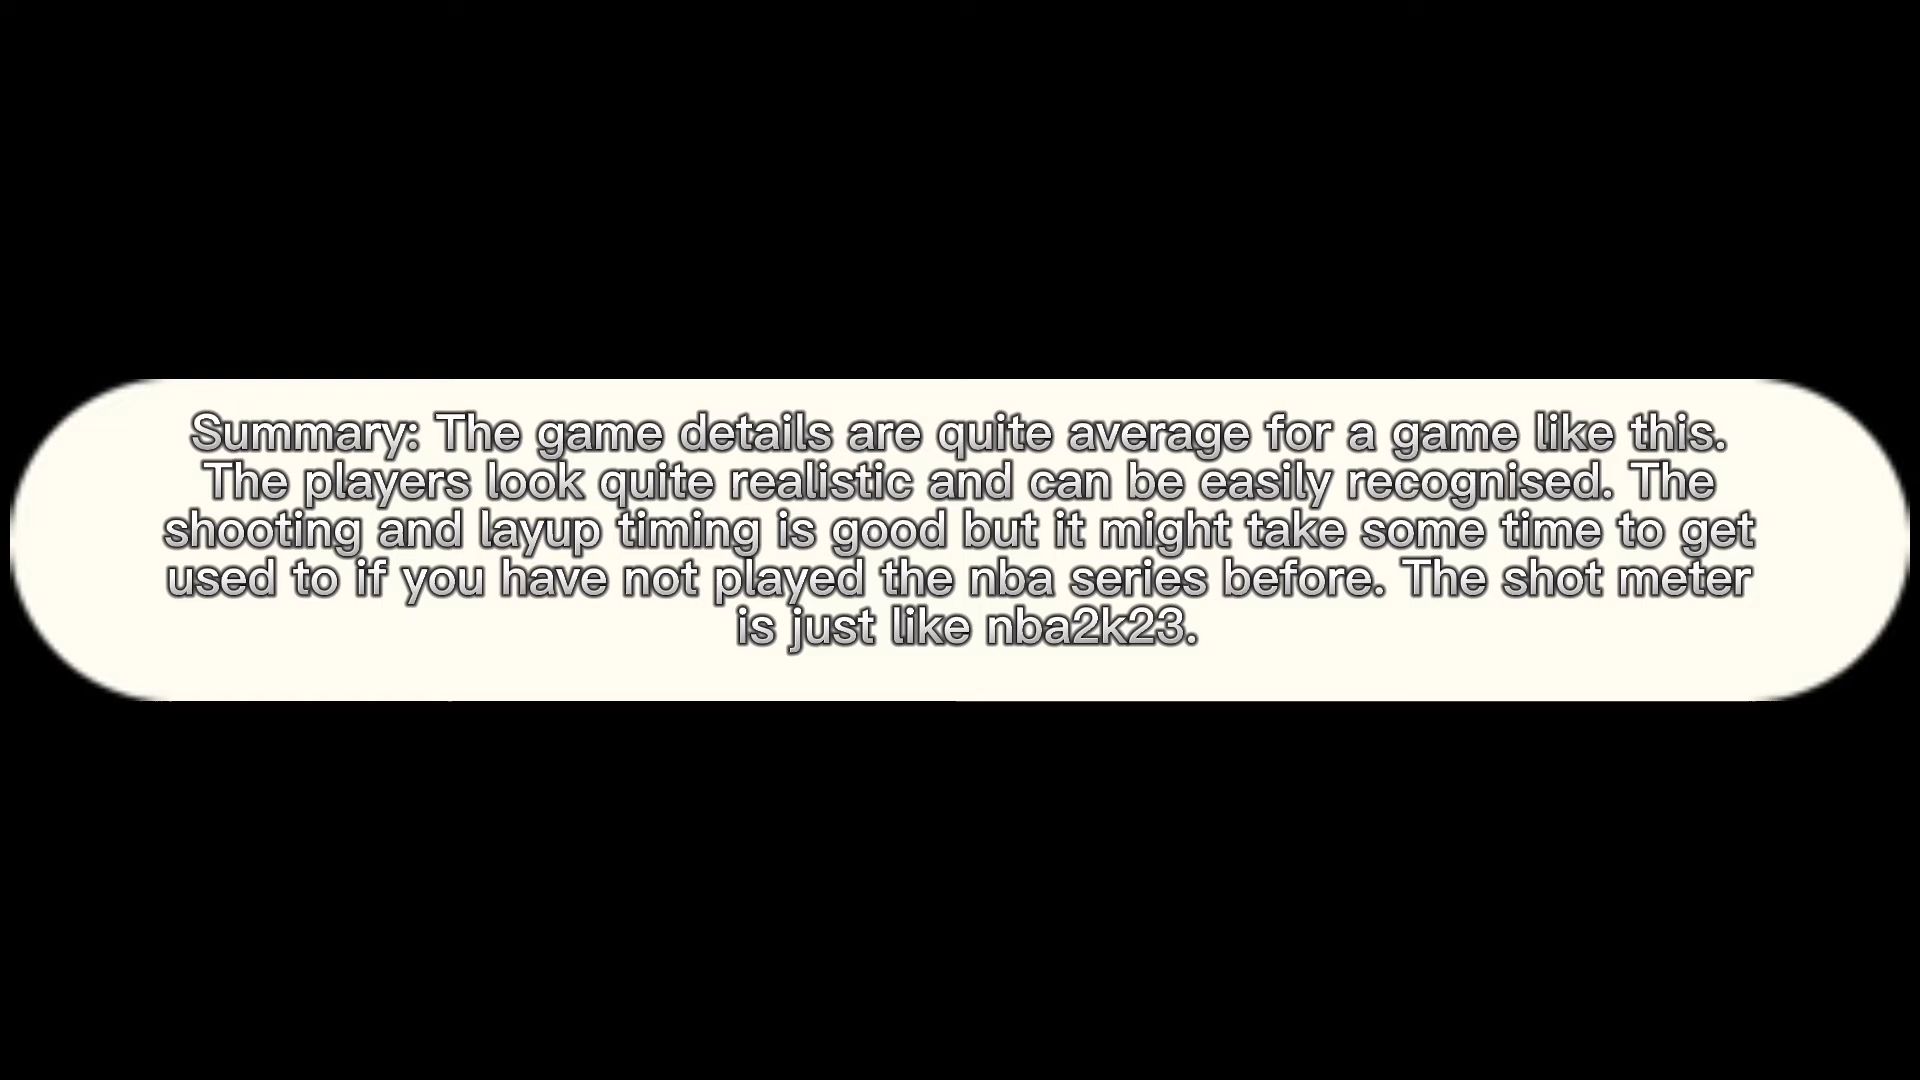 Summary: The game details are quite average for a game like this.
The players look quite realistic and can be easily recognised. The
shooting and layup timing is good but it might take some time to get
used to if you have not played the nba series before. The shot meter
is just like nba2k23.